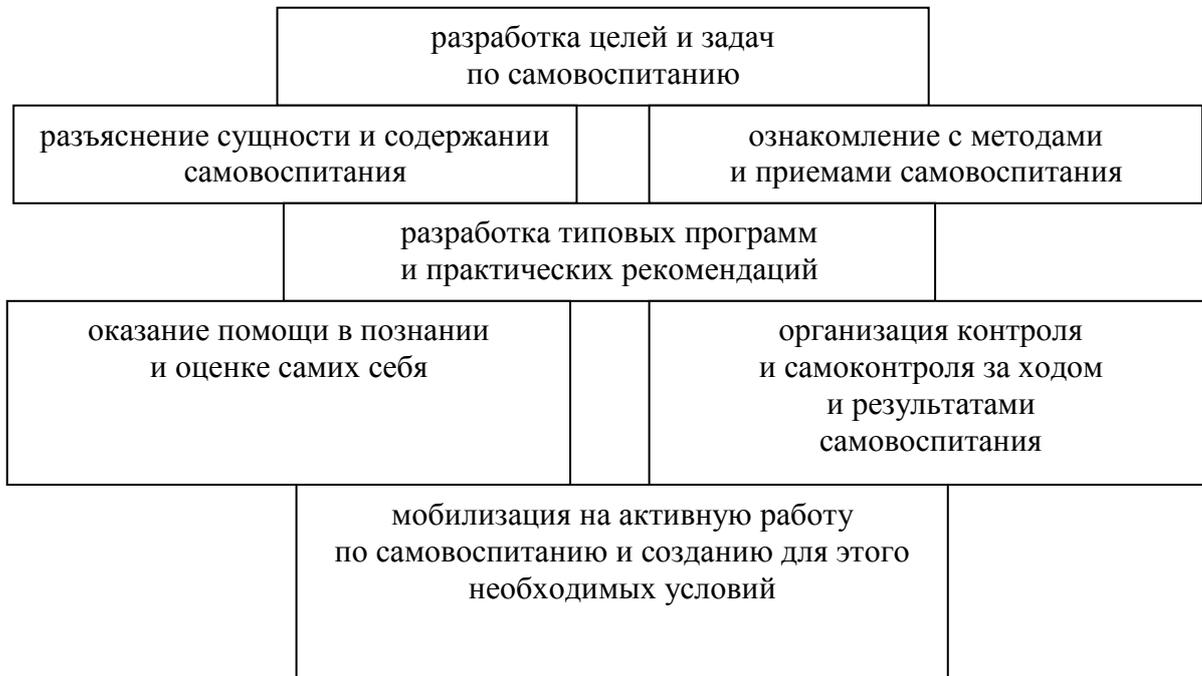 разработка целей и задач
по самовоспитанию
разъяснение сущности и содержании
самовоспитания
ознакомление с методами
и приемами самовоспитания
разработка типовых программ
и практических рекомендаций
оказание помощи в познании
и оценке самих себя
организация контроля
и самоконтроля за ходом
и результатами
самовоспитания
мобилизация на активную работу
по самовоспитанию и созданию для этого
необходимых условий